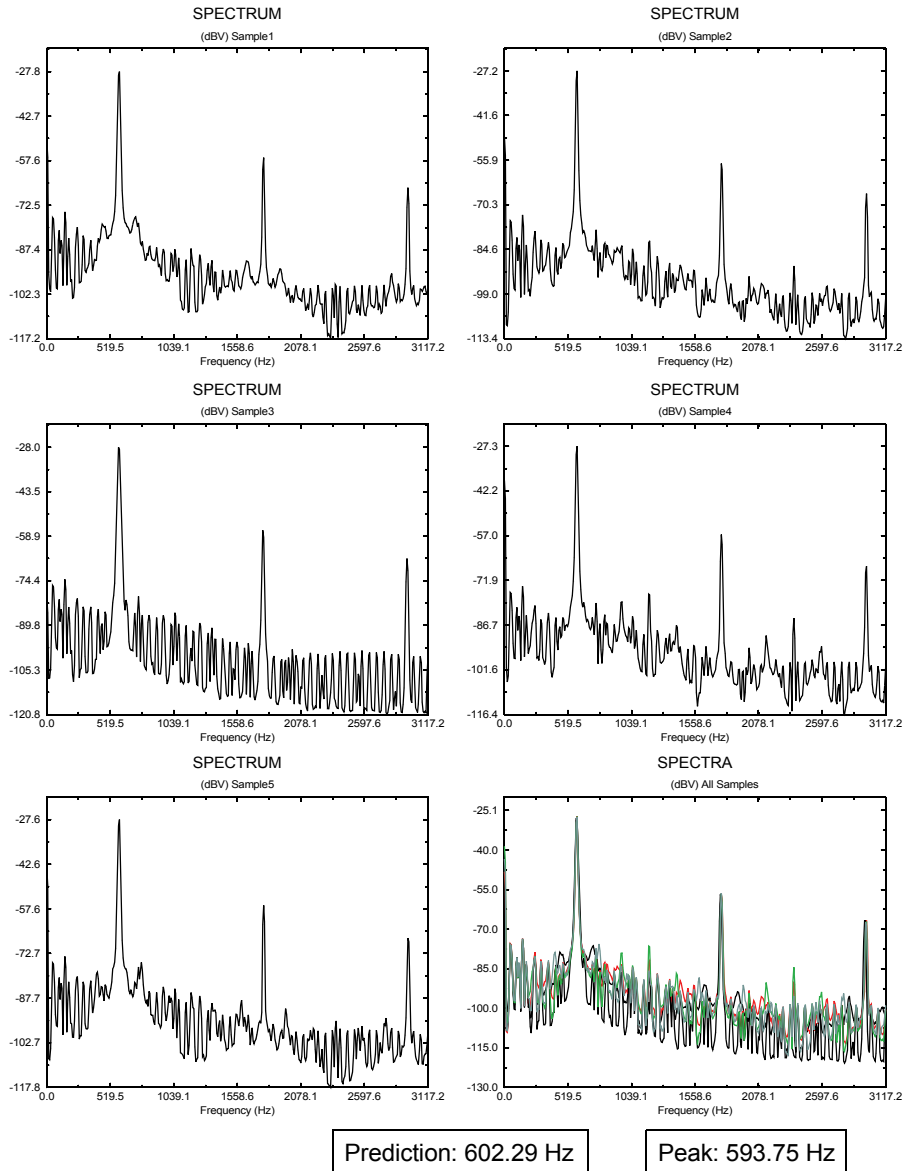 SPECTRUM
(dBV) Sample1
-27.8
-42.7
-57.6
-72.5
-87.4
-102.3
-117.2
0.0 519.5 1039.1 1558.6 2078.1 2597.6 3117.2
Frequency (Hz)
SPECTRUM
(dBV) Sample2
-27.2
-41.6
-55.9
-70.3
-84.6
-99.0
-113.4
0.0 519.5 1039.1 1558.6 2078.1 2597.6 3117.2
Frequency (Hz)
SPECTRUM
(dBV) Sample3
-28.0
-43.5
-58.9
-74.4
-89.8
-105.3
-120.8
0.0 519.5 1039.1 1558.6 2078.1 2597.6 3117.2
Frequecy (Hz)
SPECTRUM
(dBV) Sample4
-27.3
-42.2
-57.0
-71.9
-86.7
-101.6
-116.4
0.0 519.5 1039.1 1558.6 2078.1 2597.6 3117.2
Frequency (Hz)
SPECTRUM
(dBV) Sample5
-27.6
-42.6
-57.6
-72.7
-87.7
-102.7
-117.8
0.0 519.5 1039.1 1558.6 2078.1 2597.6 3117.2
Frequency (Hz)
SPECTRA
(dBV) All Samples
-25.1
-40.0
-55.0
-70.0
-85.0
-100.0
-115.0
-130.0
0.0 519.5 1039.1 1558.6 2078.1 2597.6 3117.2
Frequency (Hz)
Prediction: 602.29 Hz
Peak: 593.75 Hz